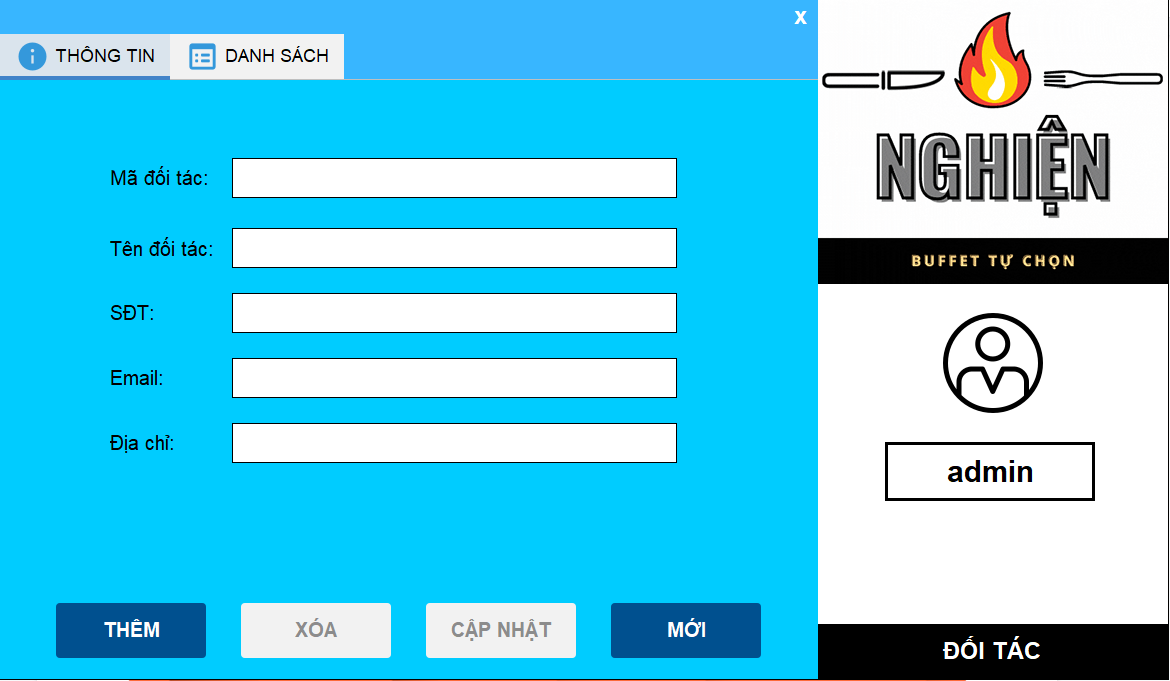 X
THÔNG TIN
DANH SÁCH
Mã đối tác:
Tên đối tác:
SĐT:
Email:
Địa chỉ:
THÊM
XÓA
CẬP NHẬT
MỚI
NGHIỆN
BUFFET TỰ CHỌN
admin
ĐỐI TÁC